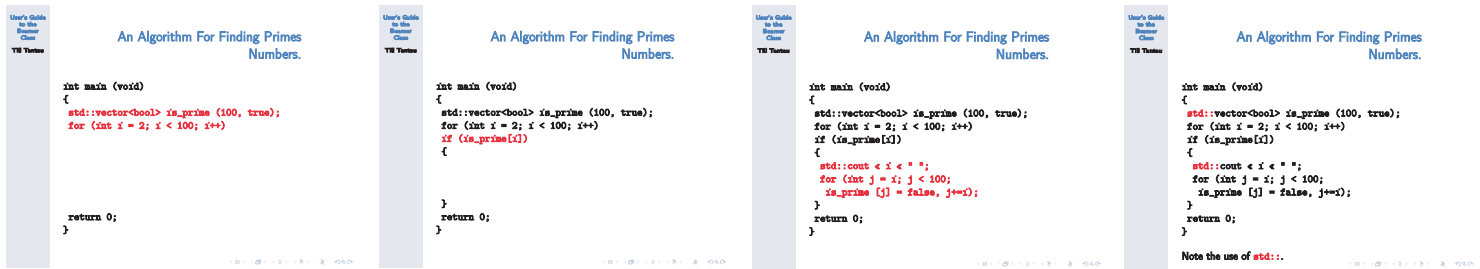 User's Guide
to the
Beamer
Class
Till Tantau
An Algorithm For Finding Primes
Numbers.
int main (void)
{
std::vector<bool> is_prime (100, true);
for (int i = 2; i < 100; i++)
return 0;
}
User's Guide
to the
Beamer
Class
Till Tantau
An Algorithm For Finding Primes
Numbers.
int main (void)
{
std::vector<bool> is_prime (100, true);
for (int i = 2; i < 100; i++)
if (is_prime[i])
{
}
return 0;
}
User's Guide
to the
Beamer
Class
Till Tantau
An Algorithm For Finding Primes
Numbers.
int main (void)
{
std::vector<bool> is_prime (100, true);
for (int i = 2; i < 100; i++)
if (is_prime[i])
{
std::cout « i « " ";
for (int j = i; j < 100;
is_prime [j] = false, j+=i);
}
return 0;
}
User's Guide
to the
Beamer
Class
Till Tantau
An Algorithm For Finding Primes
Numbers.
int main (void)
{
std::vector<bool> is_prime (100, true);
for (int i = 2; i < 100; i++)
if (is_prime[i])
{
std::cout « i « " ";
for (int j = i; j < 100;
is_prime [j] = false, j+=i);
}
return 0;
}
Note the use of std::.